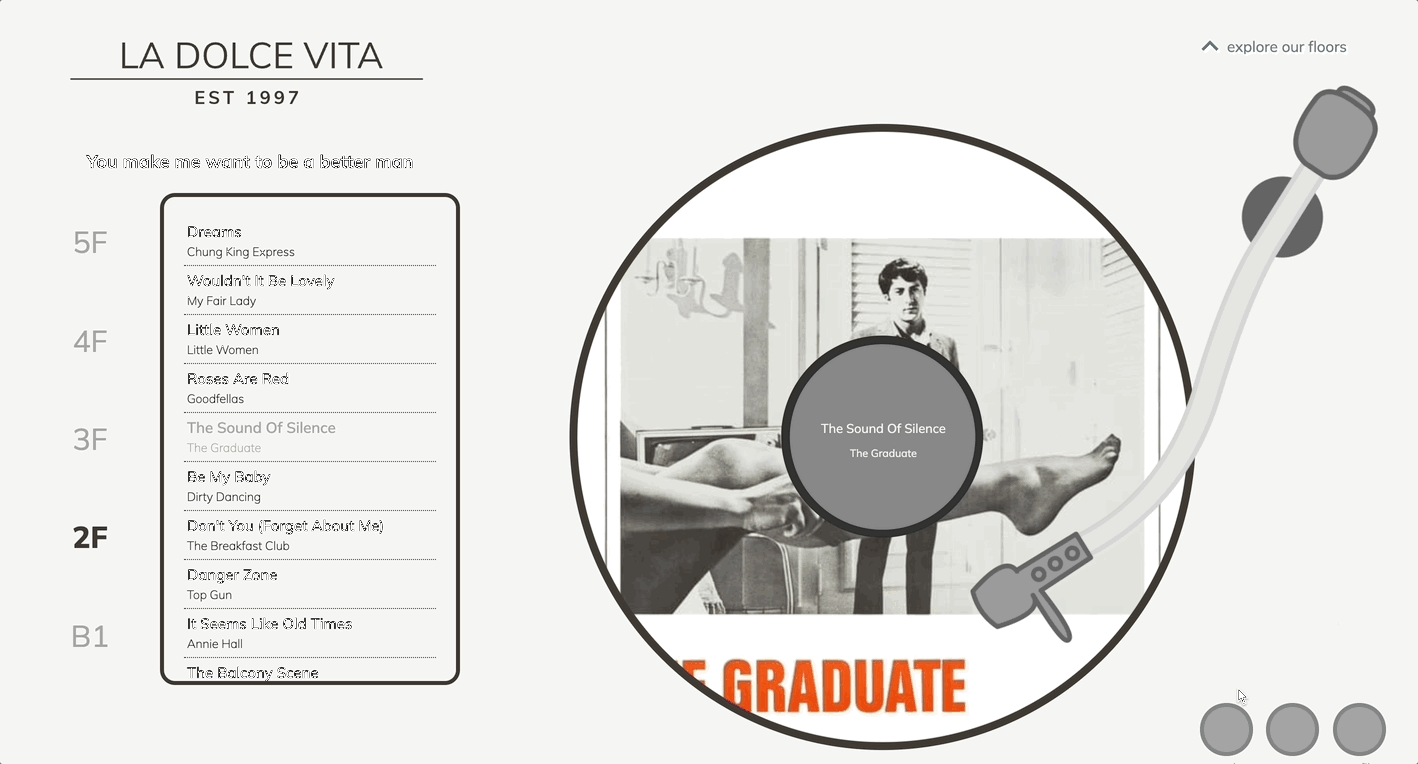 LA DOLCE VITA
EST 1997
explore our floors
You make me want to be a better man
5F
4F
3F
2F
B1
Dreams
Chung King Express
Wouldn't It Be Lovely
My Fair Lady
Little Women
Little Women
Roses Are Red
Goodfellas
The Sound Of Silence
The Graduate
Be My Baby
Dirty Dancing
Don't You (Forget About Me)
The Breakfast Club
Danger Zone
Top Gun
It Seems Like Old Times
Annie Hall
The Balcony Scene
The Sound Of Silence
The Graduate
GRADUATE